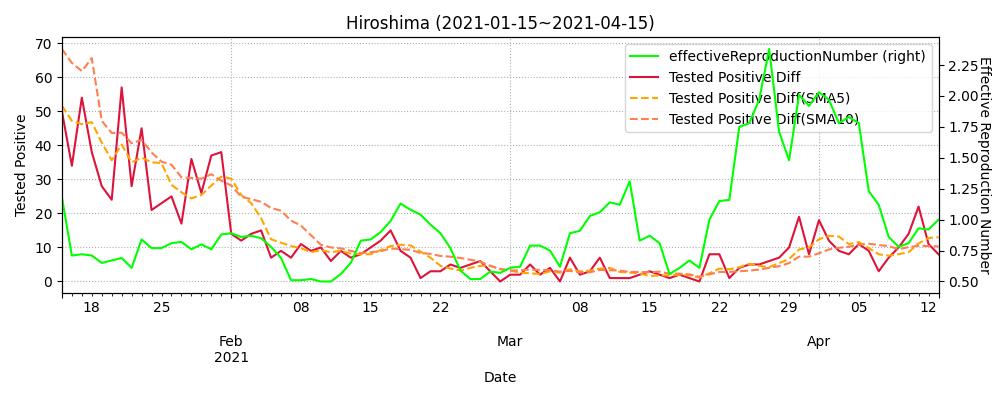 Hiroshima (2021-01-15~2021-04-15)
effectiveReproductionNumber (right)
Tested Positive Diff
Tested Positive Diff(SMA5)
Tested Positive Diff(SMA10)
Tested Positive
70
60
50
40
30
20
10
0
2.25
2.00
1.75
1.50
1.25
1.00
0.75
0.50
Effective Reproduction Number
18 25 08 15 22 08 15 22 29 05 12
Feb Mar Apr
2021
Date